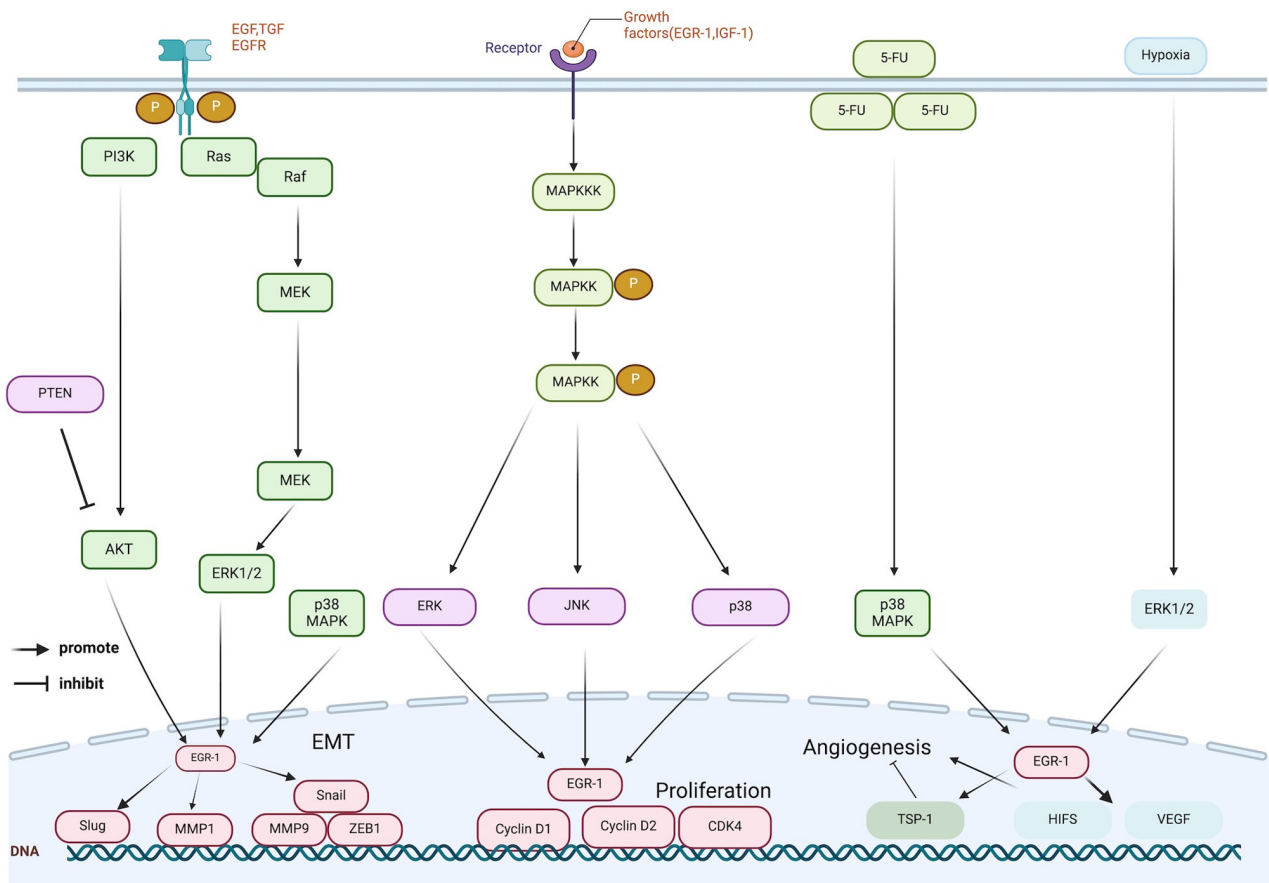 EGF,TGF
EGFR
Growth
factors(EGR-1,IGF-1)
Receptor
5-FU
Hypoxia
P
P
5-FU
5-FU
PI3K
Ras
Raf
MAPKKK
MEK
MAPKK
P
PTEN
MAPKK
P
MEK
AKT
ERK1/2
p38
MAPK
ERK
JNK
p38
p38
MAPK
ERK1/2
promote
inhibit
EMT
EGR-1
Angiogenesis
EGR-1
EGR-1
Proliferation
Snail
Slug
MMP1
MMP9
ZEB1
Cyclin D1
Cyclin D2
CDK4
TSP-1
HIFS
VEGF
DNA